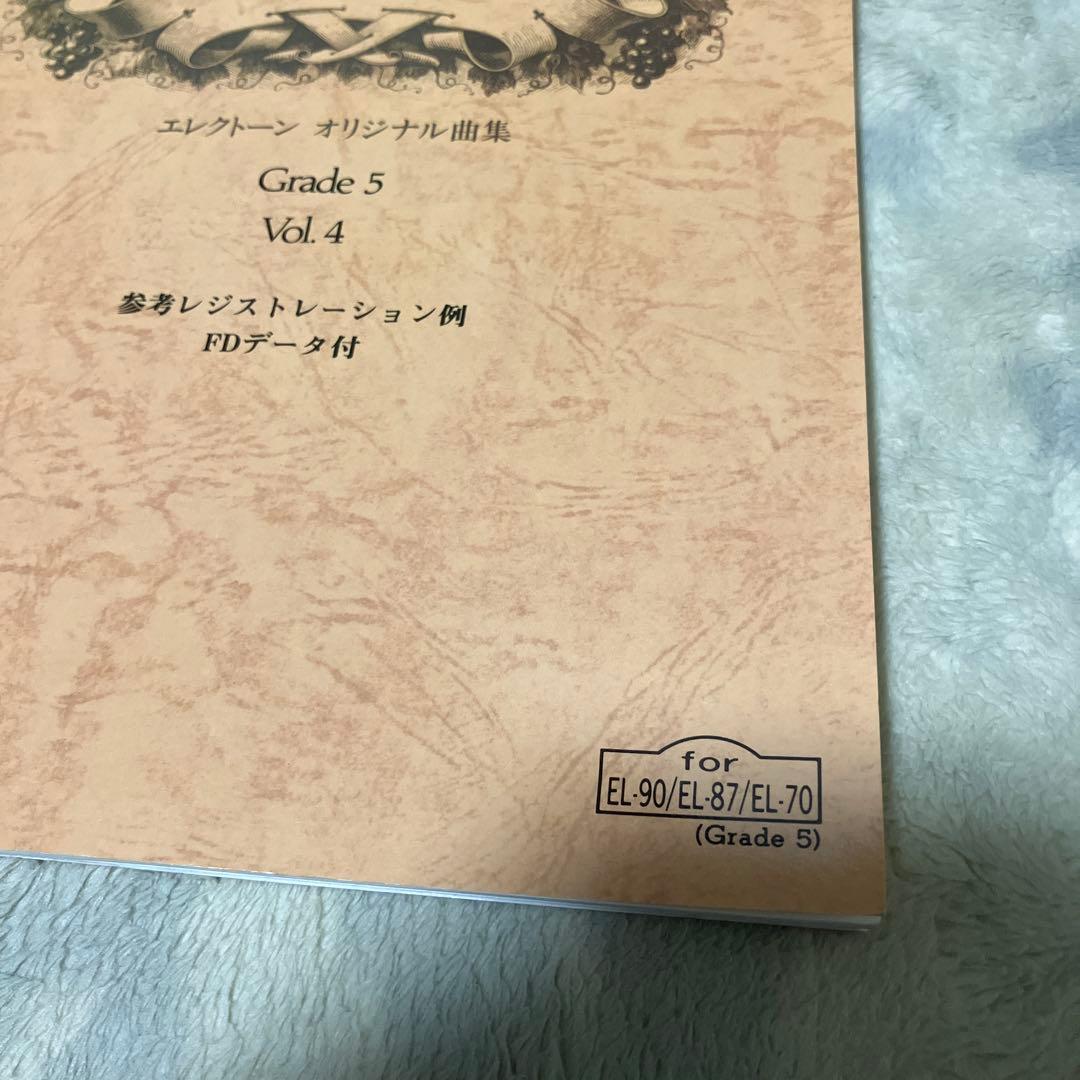 エレクトーン オリジナル曲集
Grade 5
Vol. 4
参考レジストレーション例
FDデータ付
for
EL-90/EL-87/EL-70
(Grade 5)